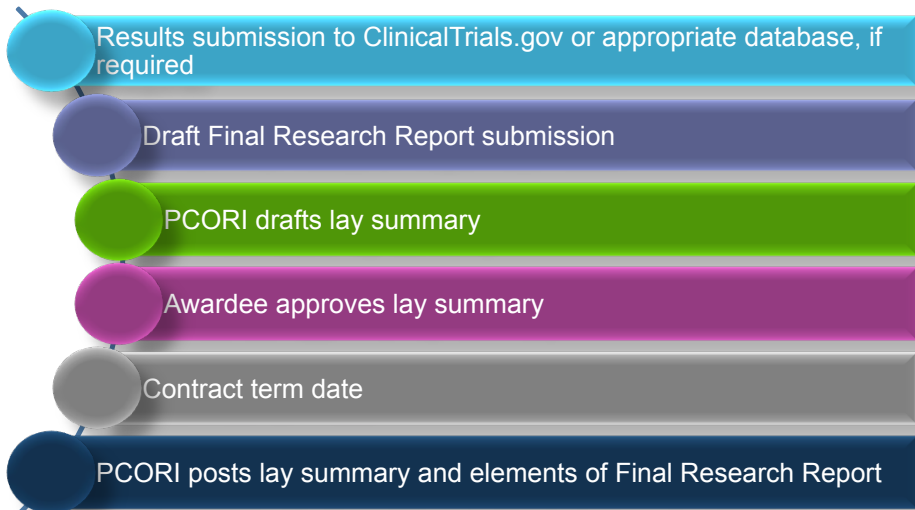 Results submission to ClinicalTrials.gov or appropriate database, if
required
Draft Final Research Report submission
PCORI drafts lay summary
Awardee approves lay summary
Contract term date
PCORI posts lay summary and elements of Final Research Report